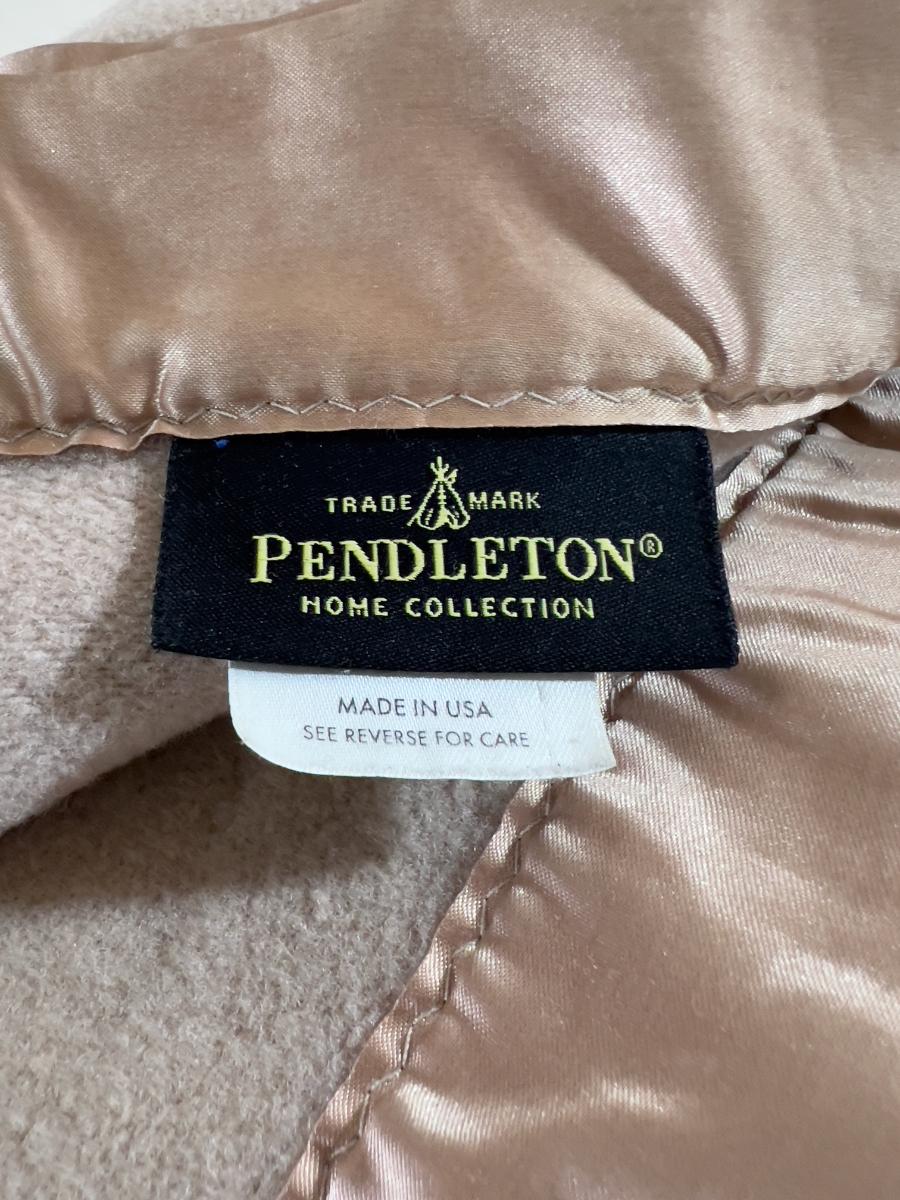 TRADE MARK
PENDLETON®
HOME COLLECTION
MADE IN USA
SEE REVERSE FOR CARE